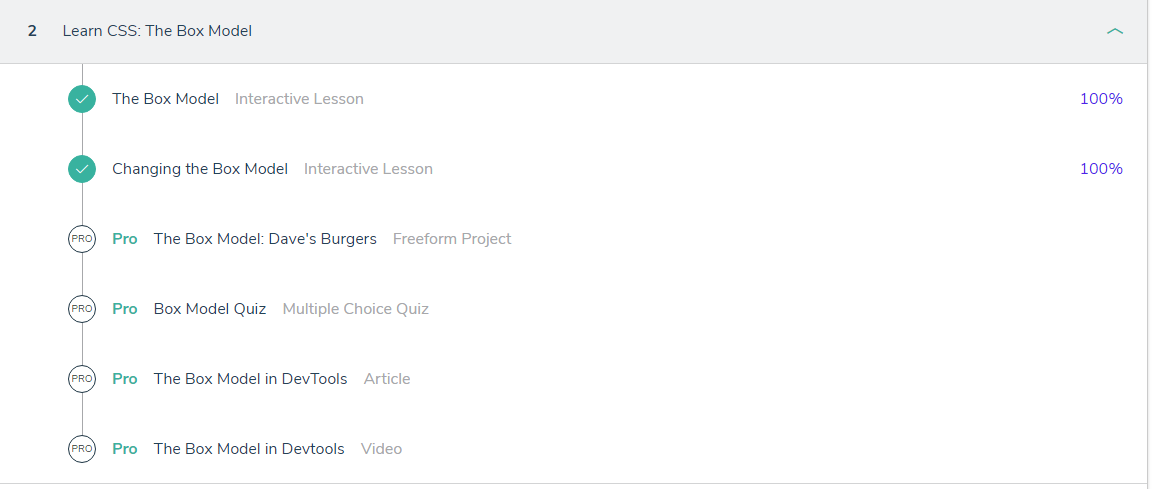 2 Learn CSS: The Box Model
The Box Model Interactive Lesson 100%
Changing the Box Model Interactive Lesson 100%
PRO Pro The Box Model: Dave's Burgers Freeform Project
PRO Pro Box Model Quiz Multiple Choice Quiz
PRO Pro The Box Model in DevTools Article
PRO Pro The Box Model in Devtools Video